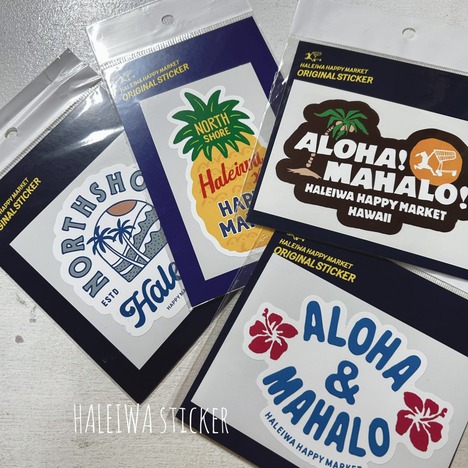 HALEIWA HAPPY MARKET
ORIGINAL STICKER
NORTHSHO
ESTD
Hale
HAPPY MA
HALEIWA HAPPY MARKET
ORIGINAL STICKER
NORTH
SHORE
Haleiwa
HAP
MA
HALEIWA HAPPY MARKET
ORIGINAL STICKER
ALOHA!
MAHALO!
HALEIWA HAPPY MARKET
HAWAII
HALEIWA HAPPY MARKET
ORIGINAL STICKER
ALOHA
&
MAHALO
HALEIWA HAPPY MARKET
HALEIWA STICKER